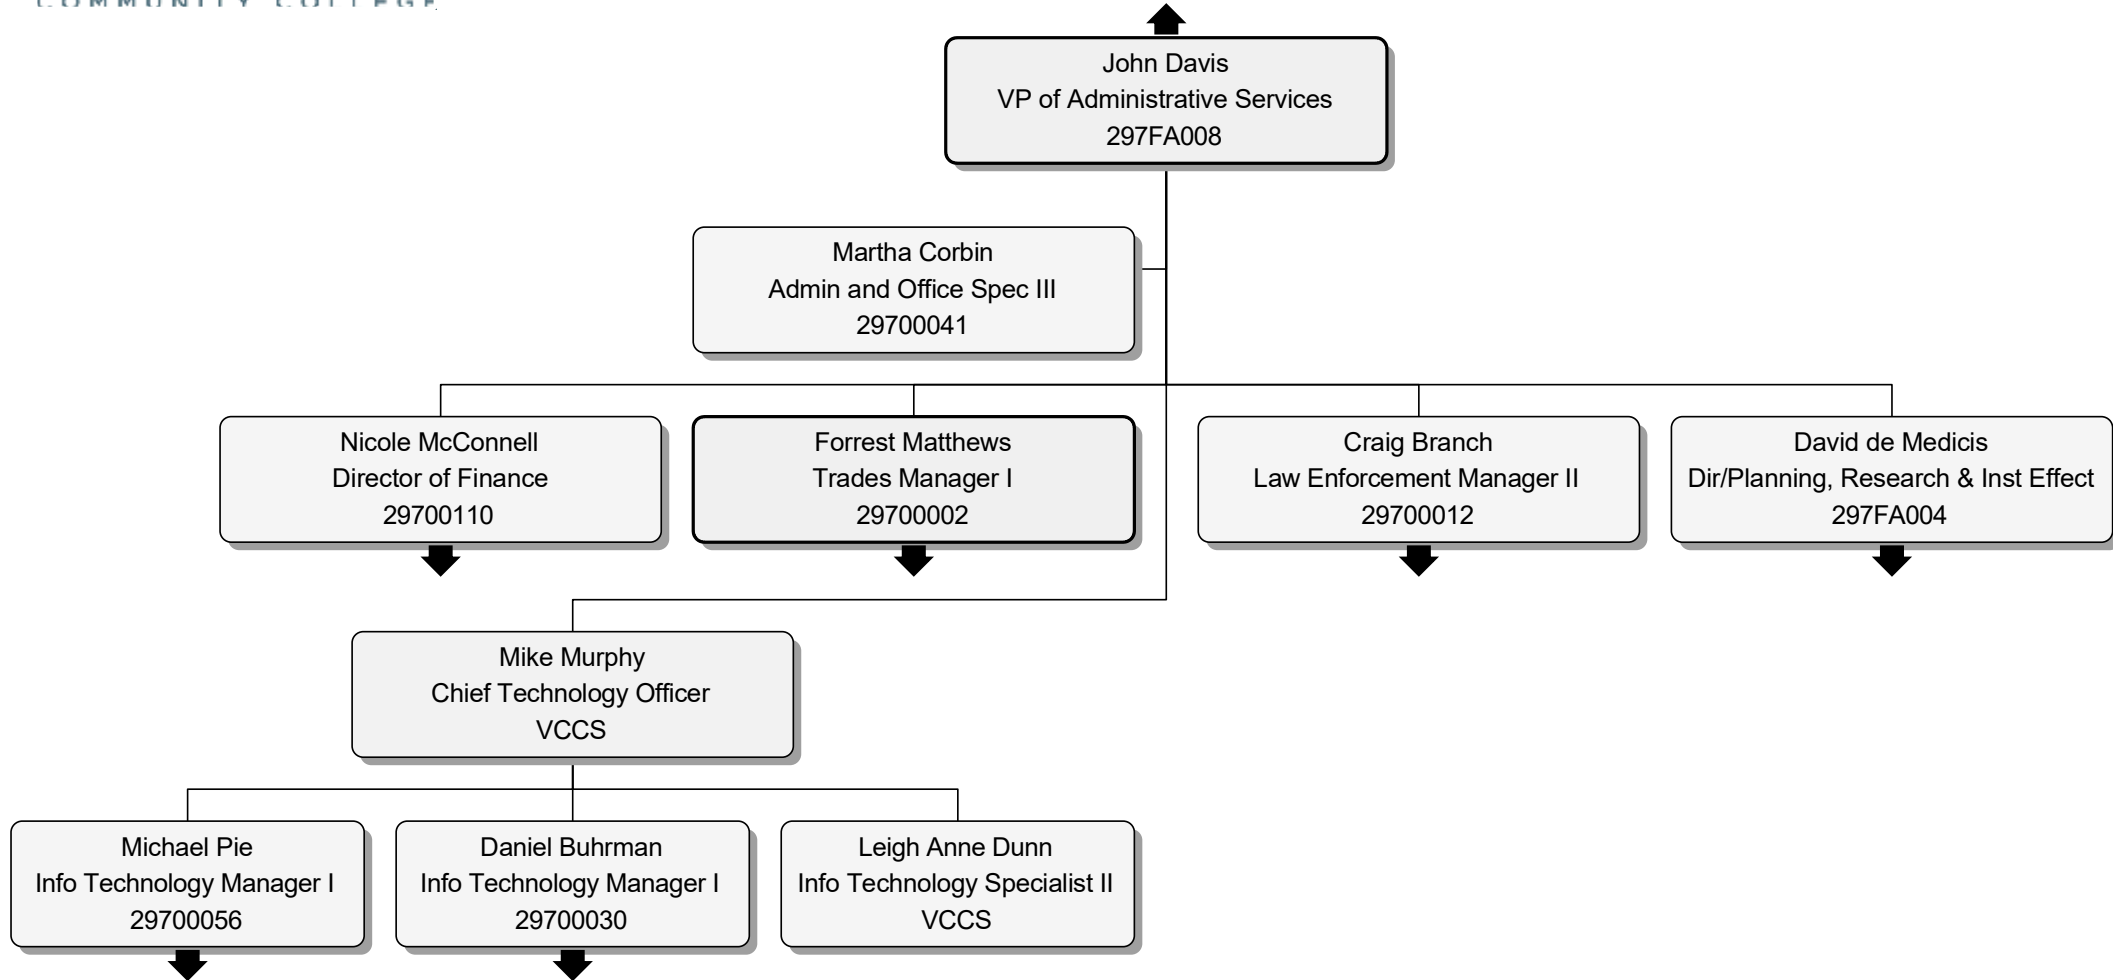 COMMUNITY COLLEGE
John Davis
VP of Administrative Services
297FA008
Martha Corbin
Admin and Office Spec III
29700041
Nicole McConnell
Director of Finance
29700110
Forrest Matthews
Trades Manager I
29700002
Craig Branch
Law Enforcement Manager II
29700012
David de Medicis
Dir/Planning, Research & Inst Effect
297FA004
Mike Murphy
Chief Technology Officer
VCCS
Michael Pie
Info Technology Manager I
29700056
Daniel Buhrman
Info Technology Manager I
29700030
Leigh Anne Dunn
Info Technology Specialist II
VCCS